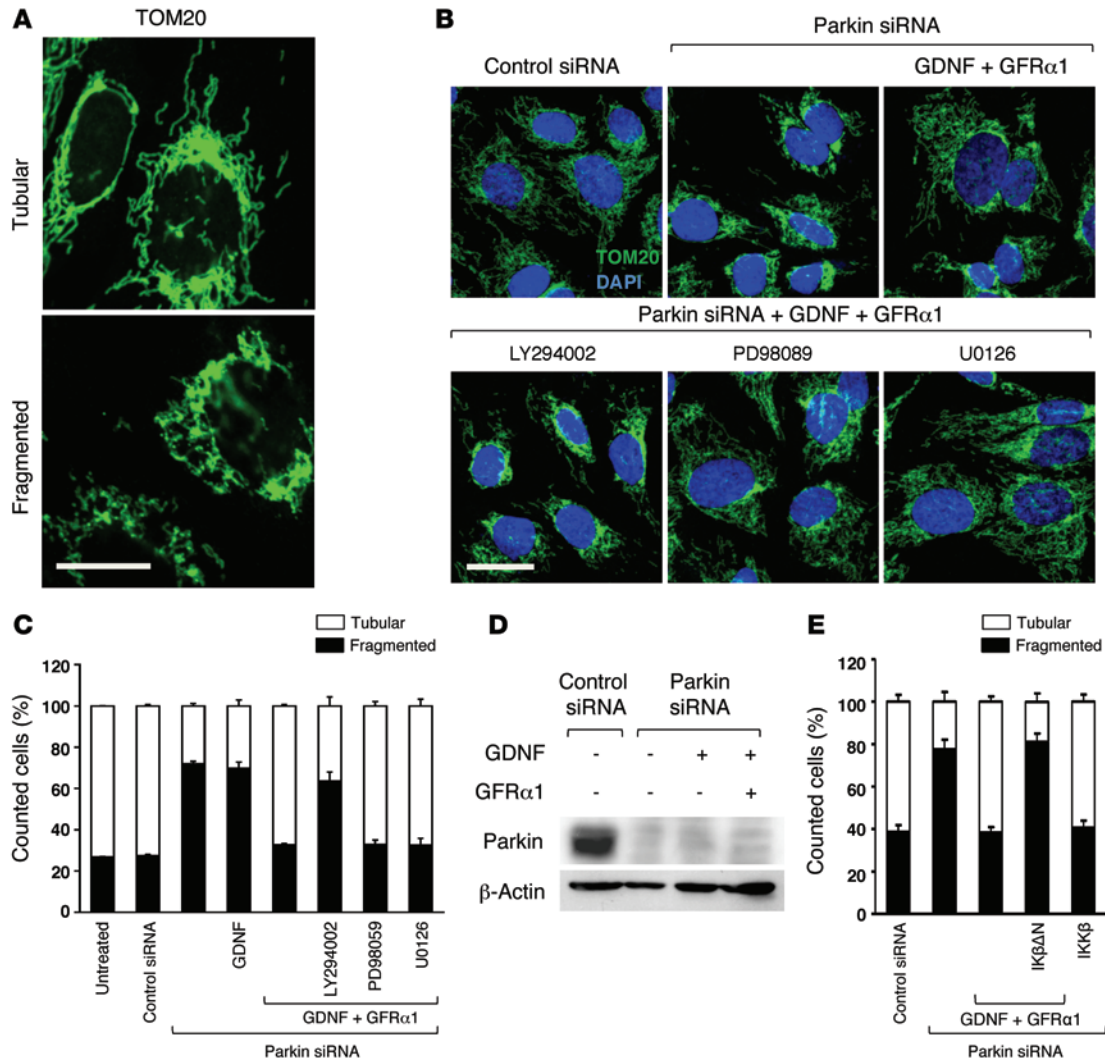 A
TOM20
Tubular
Fragmented
B
Parkin siRNA
Control siRNA
GDNF + GFRα1
TOM20
DAPI
Parkin siRNA + GDNF + GFRα1
LY294002
PD98089
U0126
C
Tubular
Fragmented
Counted cells (%)
120
100
80
60
40
20
0
Untreated
Control siRNA
GDNF
LY294002
PD98059
U0126
GDNF + GFRα1
Parkin siRNA
D
Control
siRNA
Parkin
siRNA
GDNF - - + +
GFRα1 - - - +
Parkin
β-Actin
E
Tubular
Fragmented
Counted cells (%)
120
100
80
60
40
20
0
Control siRNA
IKβΔN
IKKβ
GDNF + GFRα1
Parkin siRNA